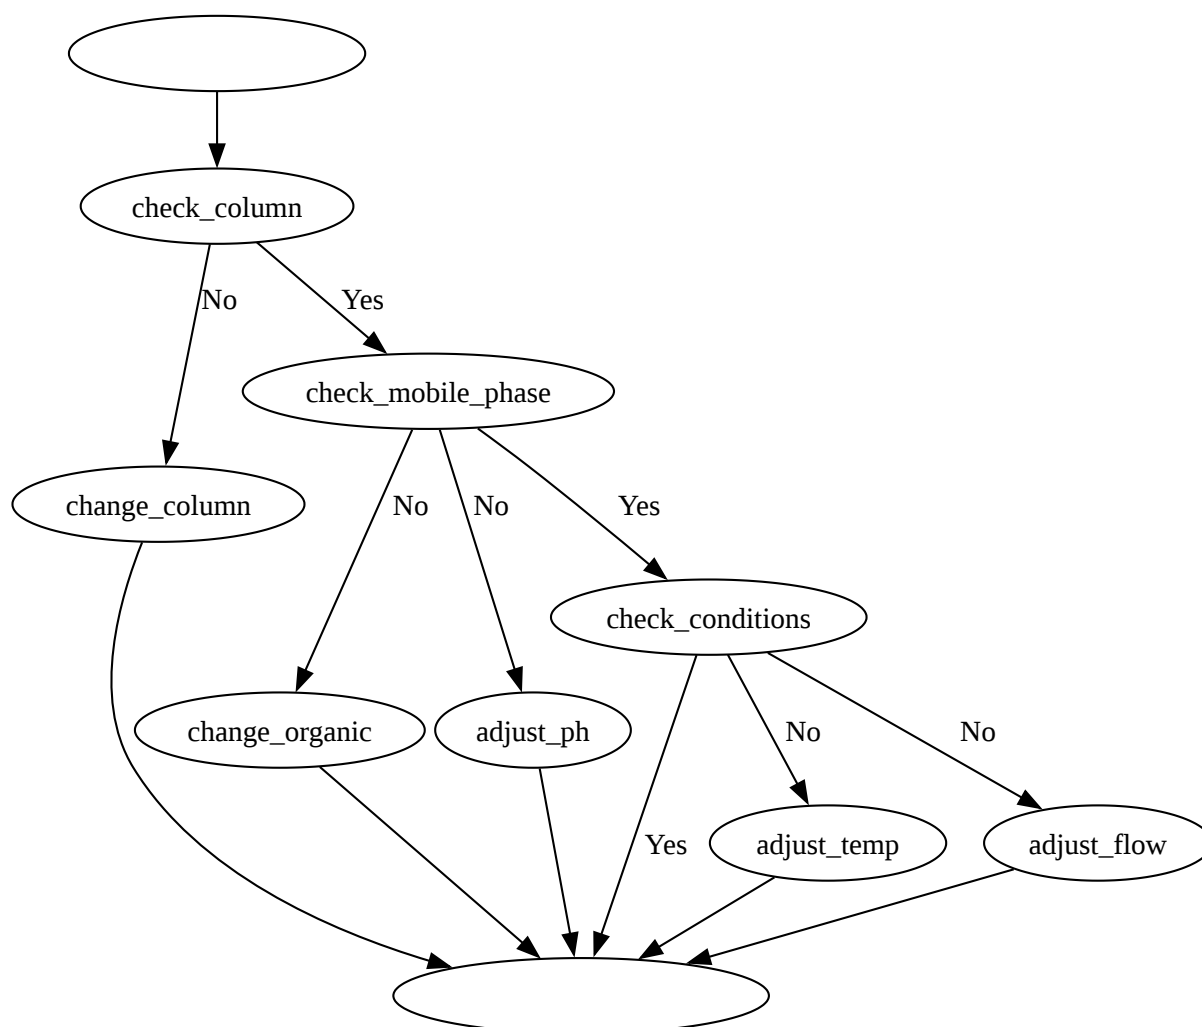 check_column
No
Yes
check_mobile_phase
change_column
No
No
Yes
check_conditions
change_organic
adjust_ph
No
No
Yes
adjust_temp
adjust_flow